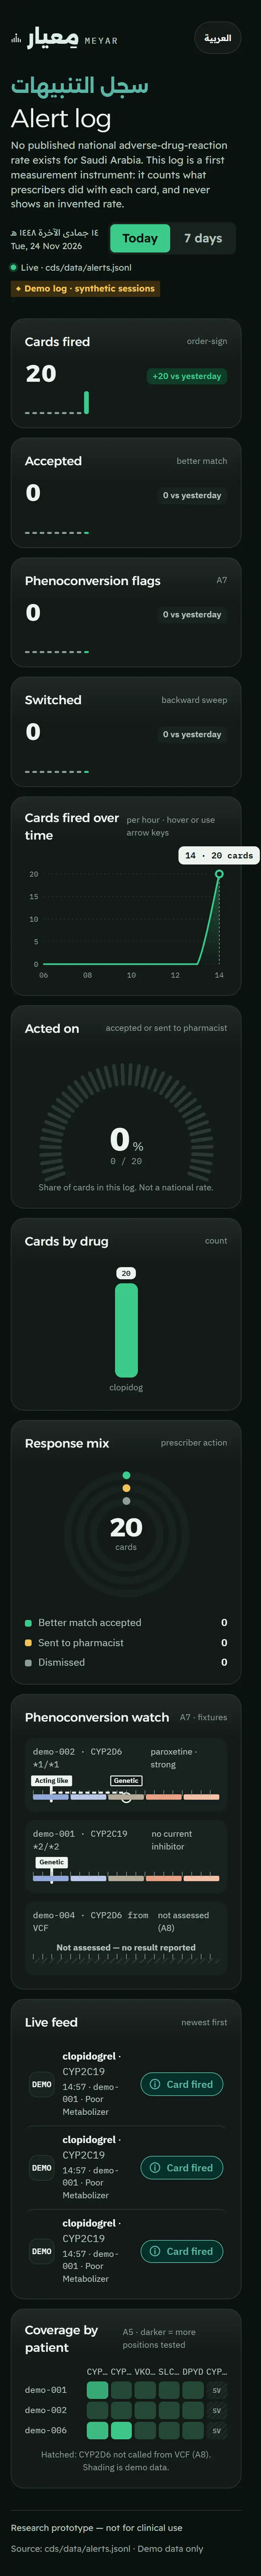 معيار MEYAR
العربية
سجل التنبيهات
Alert log
No published national adverse-drug-reaction
rate exists for Saudi Arabia. This log is a first
measurement instrument: it counts what
prescribers did with each card, and never
shows an invented rate.
١٤ جمادى الآخرة ١٤٤٨ هـ
Tue, 24 Nov 2026
Today
7 days
Live · cds/data/alerts.jsonl
Demo log · synthetic sessions
Cards fired
order-sign
20
+20 vs yesterday
Accepted
better match
0
0 vs yesterday
Phenoconversion flags
A7
0
0 vs yesterday
Switched
backward sweep
0
0 vs yesterday
Cards fired over
time
per hour · hover or use
arrow keys
14 · 20 cards
20
15
10
5
0
06 08 10 12 14
Acted on
accepted or sent to pharmacist
0 %
0 / 20
Share of cards in this log. Not a national rate.
Cards by drug
count
20
clopidog
Response mix
prescriber action
20
cards
Better match accepted 0
Sent to pharmacist 0
Dismissed 0
Phenoconversion watch
A7 · fixtures
demo-002 · CYP2D6
*1/*1
paroxetine ·
strong
Acting like
Genetic
demo-001 · CYP2C19
*2/*2
no current
inhibitor
Genetic
demo-004 · CYP2D6 from
VCF
not assessed
(A8)
Not assessed — no result reported
Live feed
newest first
DEMO
clopidogrel ·
CYP2C19
14:57 · demo-
001 · Poor
Metabolizer
Card fired
DEMO
clopidogrel ·
CYP2C19
14:57 · demo-
001 · Poor
Metabolizer
Card fired
DEMO
clopidogrel ·
CYP2C19
14:57 · demo-
001 · Poor
Metabolizer
Card fired
Coverage by
patient
A5 · darker = more
positions tested
CYP… CYP… VKO… SLC… DPYD CYP…
demo-001 SV
demo-002 SV
demo-006 SV
Hatched: CYP2D6 not called from VCF (A8).
Shading is demo data.
Research prototype — not for clinical use
Source: cds/data/alerts.jsonl · Demo data only